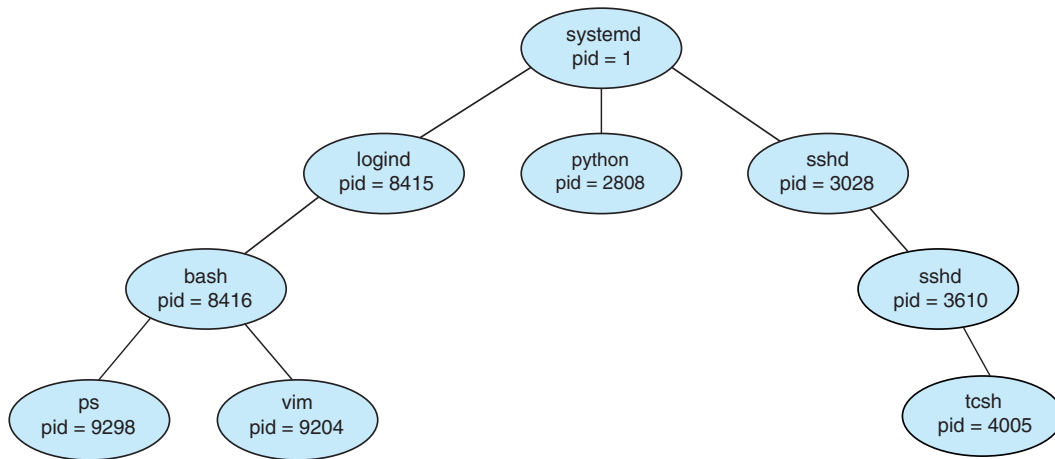 systemd
pid = 1
logind
pid = 8415
python
pid = 2808
sshd
pid = 3028
bash
pid = 8416
sshd
pid = 3610
ps
pid = 9298
vim
pid = 9204
tcsh
pid = 4005